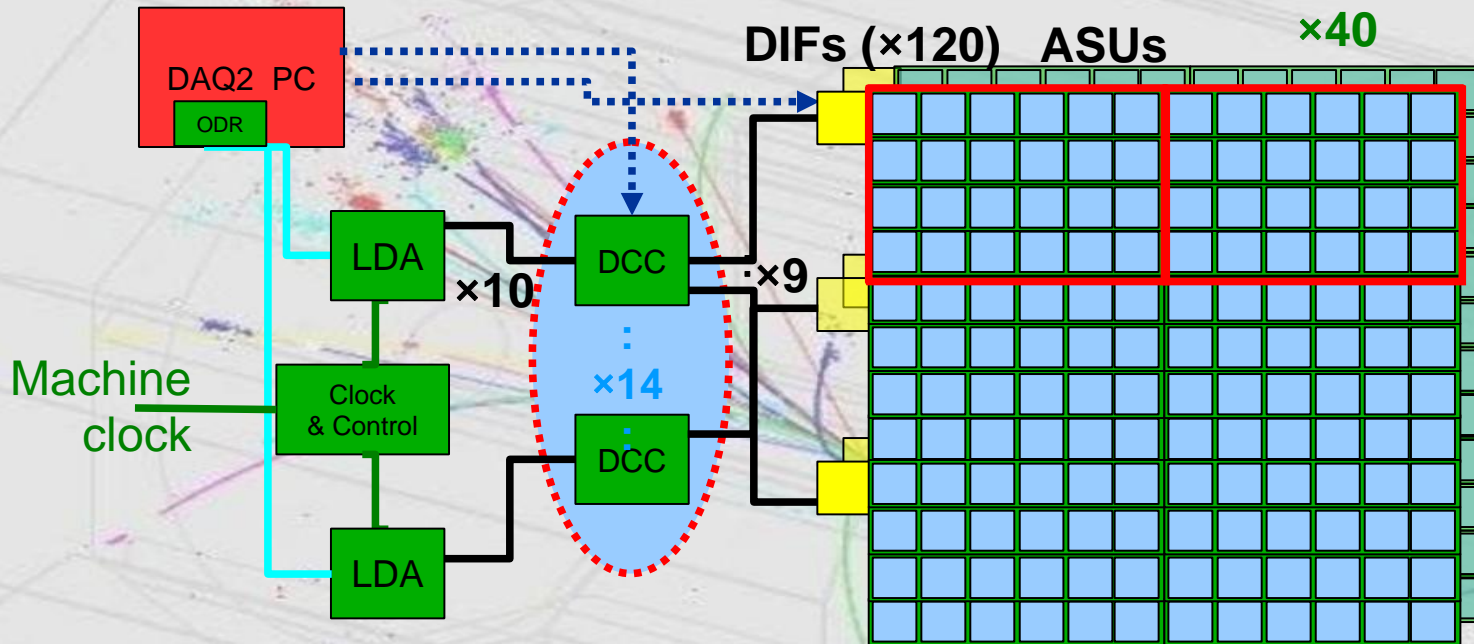 DIFs (×120) ASUs ×40
DAQ2 PC
ODR
LDA
×10
DCC
:×9
:
×14
:
DCC
Machine
clock
Clock
& Control
LDA